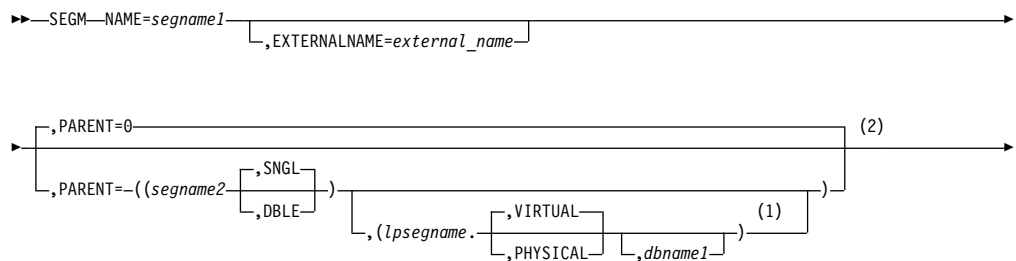 SEGM NAME=segname1
,EXTERNALNAME=external_name
,PARENT=0 (2)
,PARENT= ((segname2 ,SNGL )
,DBLE
,(lpsegname. ,VIRTUAL ) (1) )
,PHYSICAL ,dbname1